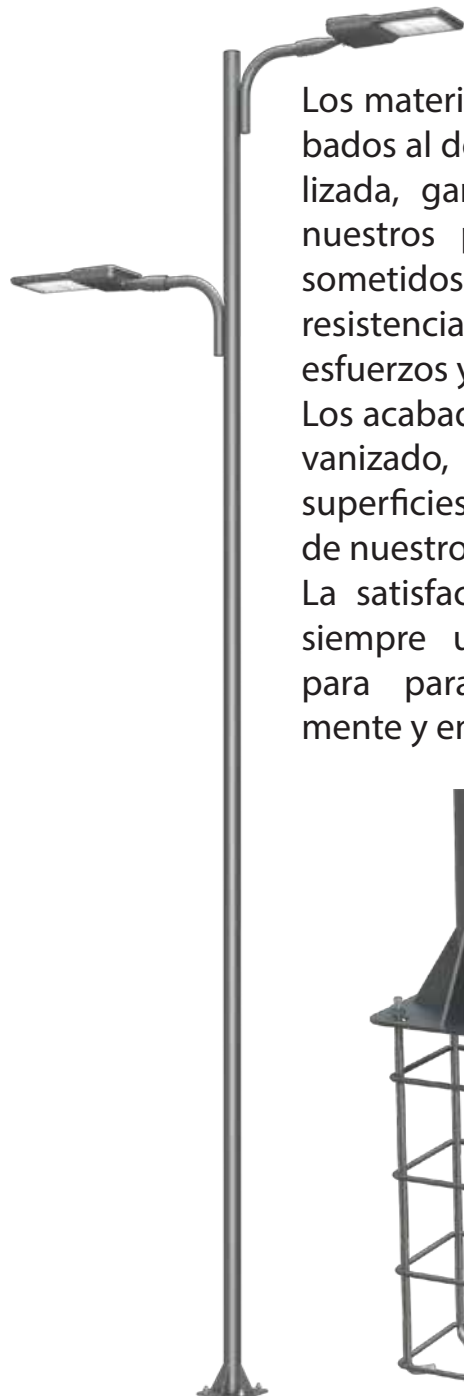 Los materi
bados al d
lizada, gar
nuestros p
sometidos
resistencia
esfuerzos y
Los acabad
vanizado,
superficies
de nuestro
La satisfac
siempre u
para para
mente y en